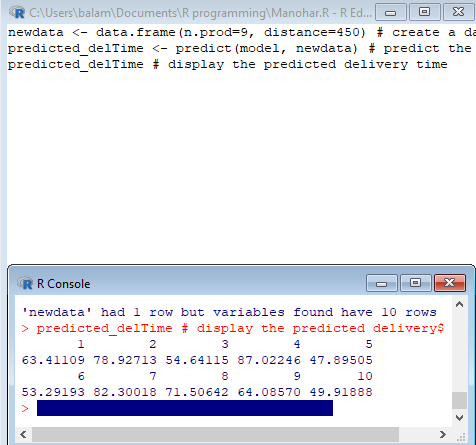 C:\Users\balam\Documents\R programming\Manohar.R - R Ed...
newdata <- data.frame(n.prod=9, distance=450) # create a da
predicted_delTime <- predict(model, newdata) # predict the
predicted_delTime # display the predicted delivery time
R Console
'newdata' had 1 row but variables found have 10 rows
> predicted_delTime # display the predicted delivery$
1 2 3 4 5
63.41109 78.92713 54.64115 87.02246 47.89505
6 7 8 9 10
53.29193 82.30018 71.50642 64.08570 49.91888
>